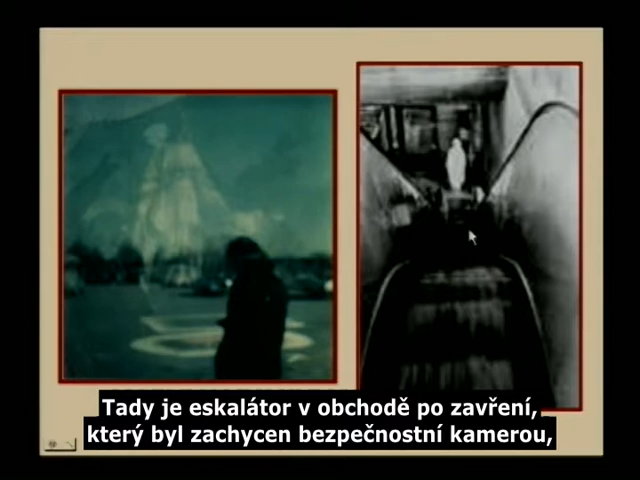 Tady je eskalátor v obchodě po zavření,
který byl zachycen bezpečnostní kamerou,